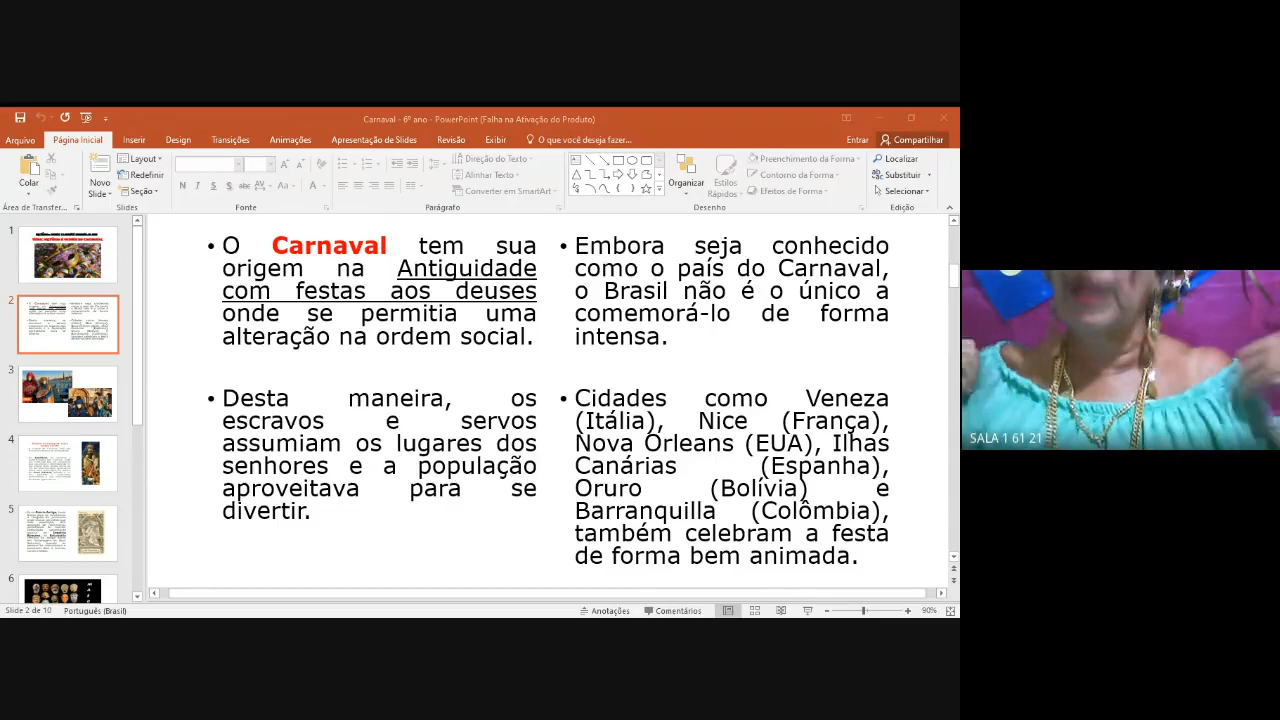 Carnaval - 6º ano - PowerPoint (Falha na Ativação do Produto)
Arquivo Página Inicial Inserir Design Transições Animações Apresentação de Slides Revisão Exibir O que você deseja fazer... Entrar Compartilhar
Colar
Novo Slide
Layout
Redefinir
Seção
Direção do Texto
Alinhar Texto
Converter em SmartArt
Organizar
Estilos Rápidos
Preenchimento da Forma
Contorno da Forma
Efeitos de Forma
Localizar
Substituir
Selecionar
Área de Transfer... Slides Fonte Parágrafo Desenho Edição
1
2
3
4
5
6
• O Carnaval tem sua
origem na Antiguidade
com festas aos deuses
onde se permitia uma
alteração na ordem social.
• Desta maneira, os
escravos e servos
assumiam os lugares dos
senhores e a população
aproveitava para se
divertir.
• Embora seja conhecido
como o país do Carnaval,
o Brasil não é o único a
comemorá-lo de forma
intensa.
• Cidades como Veneza
(Itália), Nice (França),
Nova Orleans (EUA), Ilhas
Canárias (Espanha),
Oruro (Bolívia) e
Barranquilla (Colômbia),
também celebram a festa
de forma bem animada.
SALA 1 61 21
Slide 2 de 10 Português (Brasil) Anotações Comentários 90%